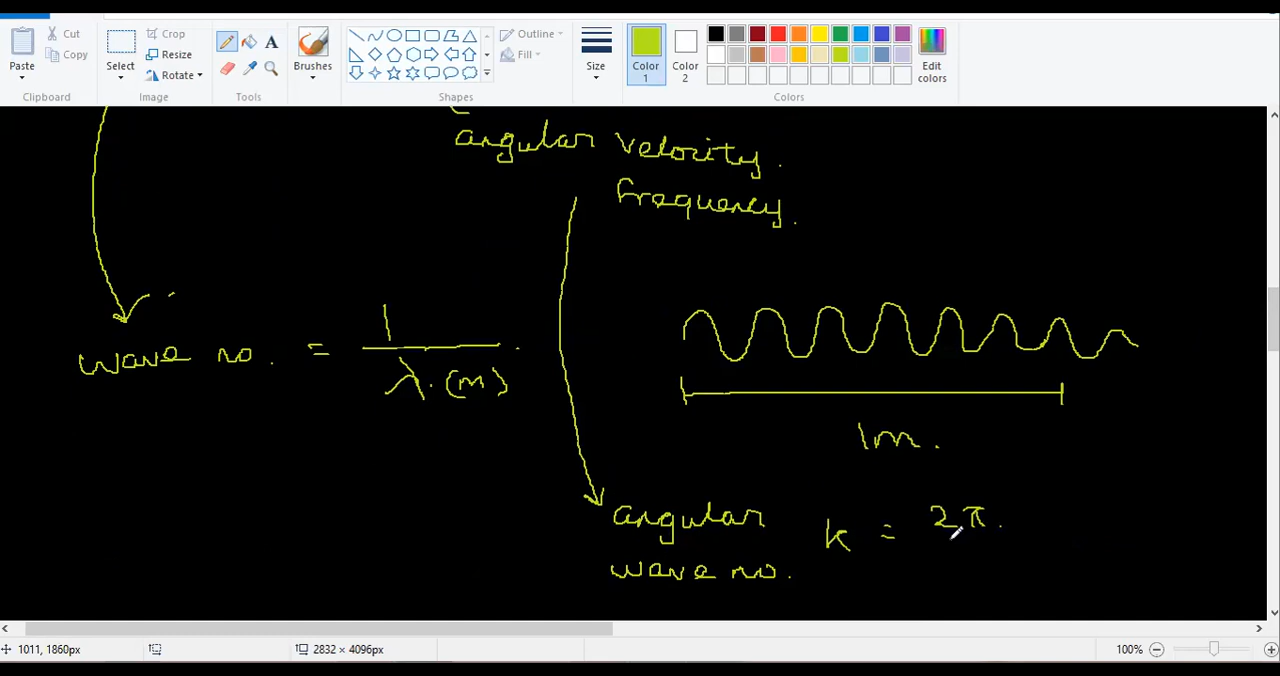 Cut
Copy
Paste
Clipboard
Crop
Resize
Rotate
Select
Image
A
Tools
Brushes
Outline
Fill
Shapes
Size
Color 1
Color 2
Edit colors
Colors
angular velocity.
frequency.
wave no. = 1 / λ.(m)
1m.
angular k = 2π.
wave no.
1011, 1860px
2832 × 4096px
100%